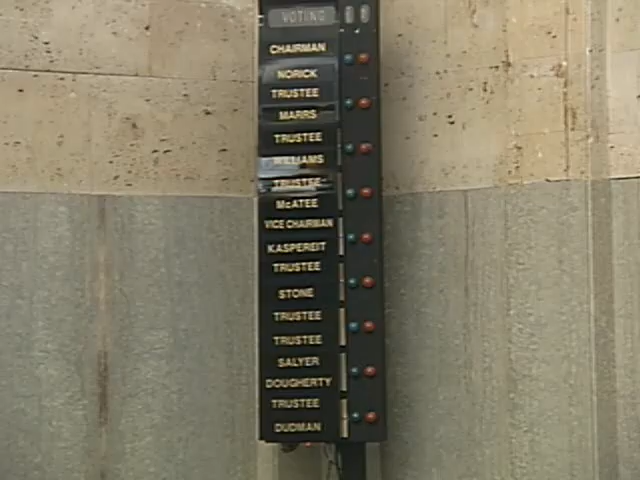 VOTING
CHAIRMAN
NORICK
TRUSTEE
MARRS
TRUSTEE
WILLIAMS
TRUSTEE
McATEE
VICE CHAIRMAN
KASPEREIT
TRUSTEE
STONE
TRUSTEE
TRUSTEE
SALYER
DOUGHERTY
TRUSTEE
DUDMAN